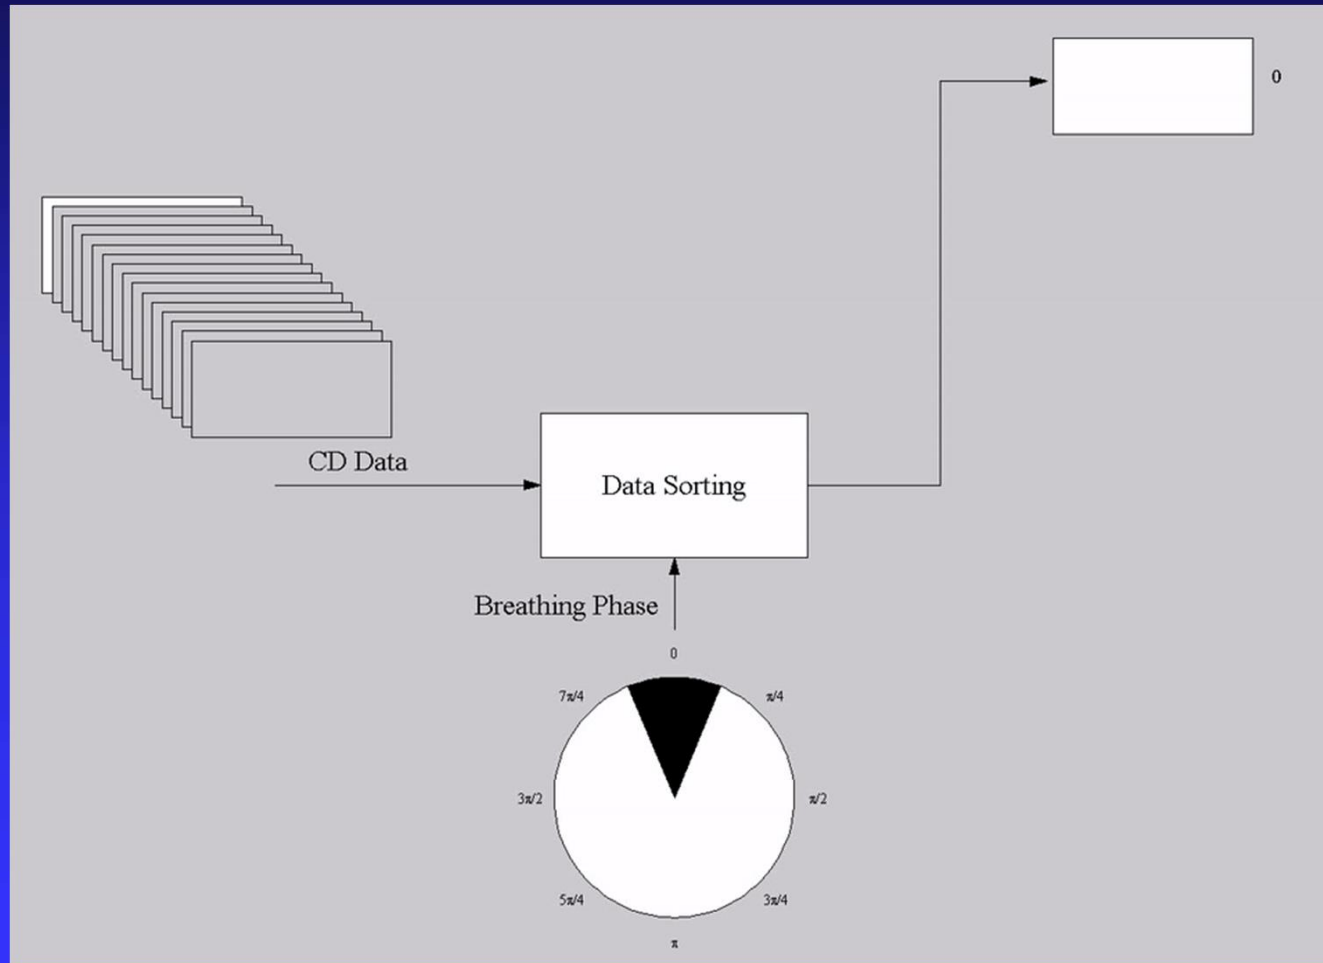 0
CD Data
Data Sorting
Breathing Phase
0
7π/4
π/4
3π/2
π/2
5π/4
3π/4
π